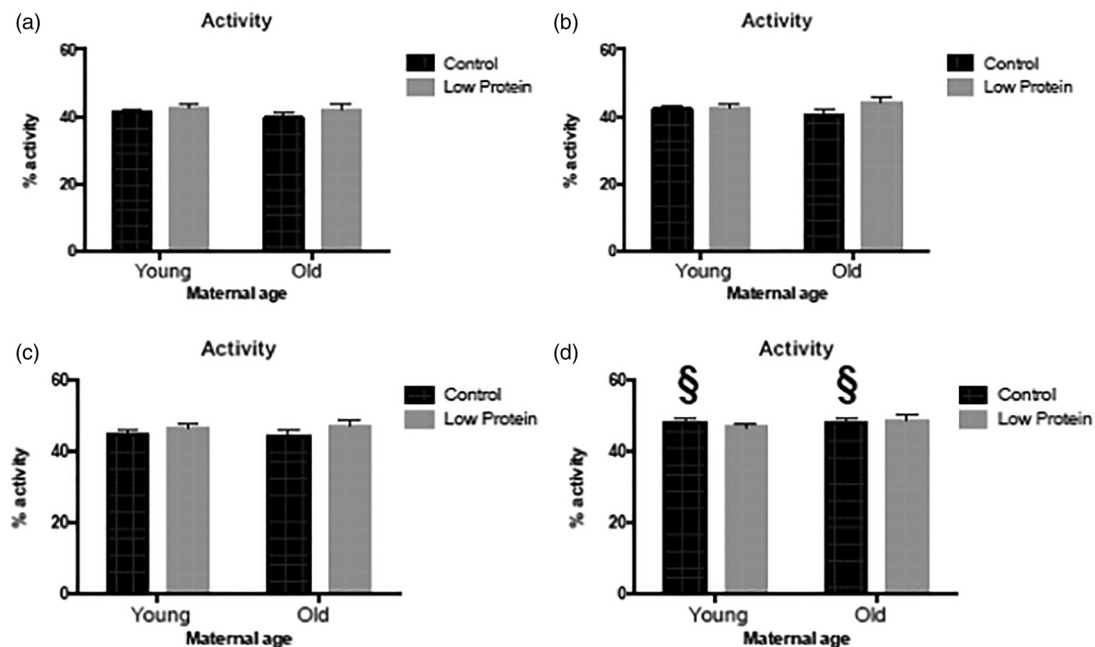 (a)
Activity
60
40
20
0
% activity
Young Old
Maternal age
Control
Low Protein
(b)
Activity
60
40
20
0
% activity
Young Old
Maternal age
Control
Low Protein
(c)
Activity
60
40
20
0
% activity
Young Old
Maternal age
Control
Low Protein
(d)
Activity
60
40
20
0
% activity
§ §
Young Old
Maternal age
Control
Low Protein